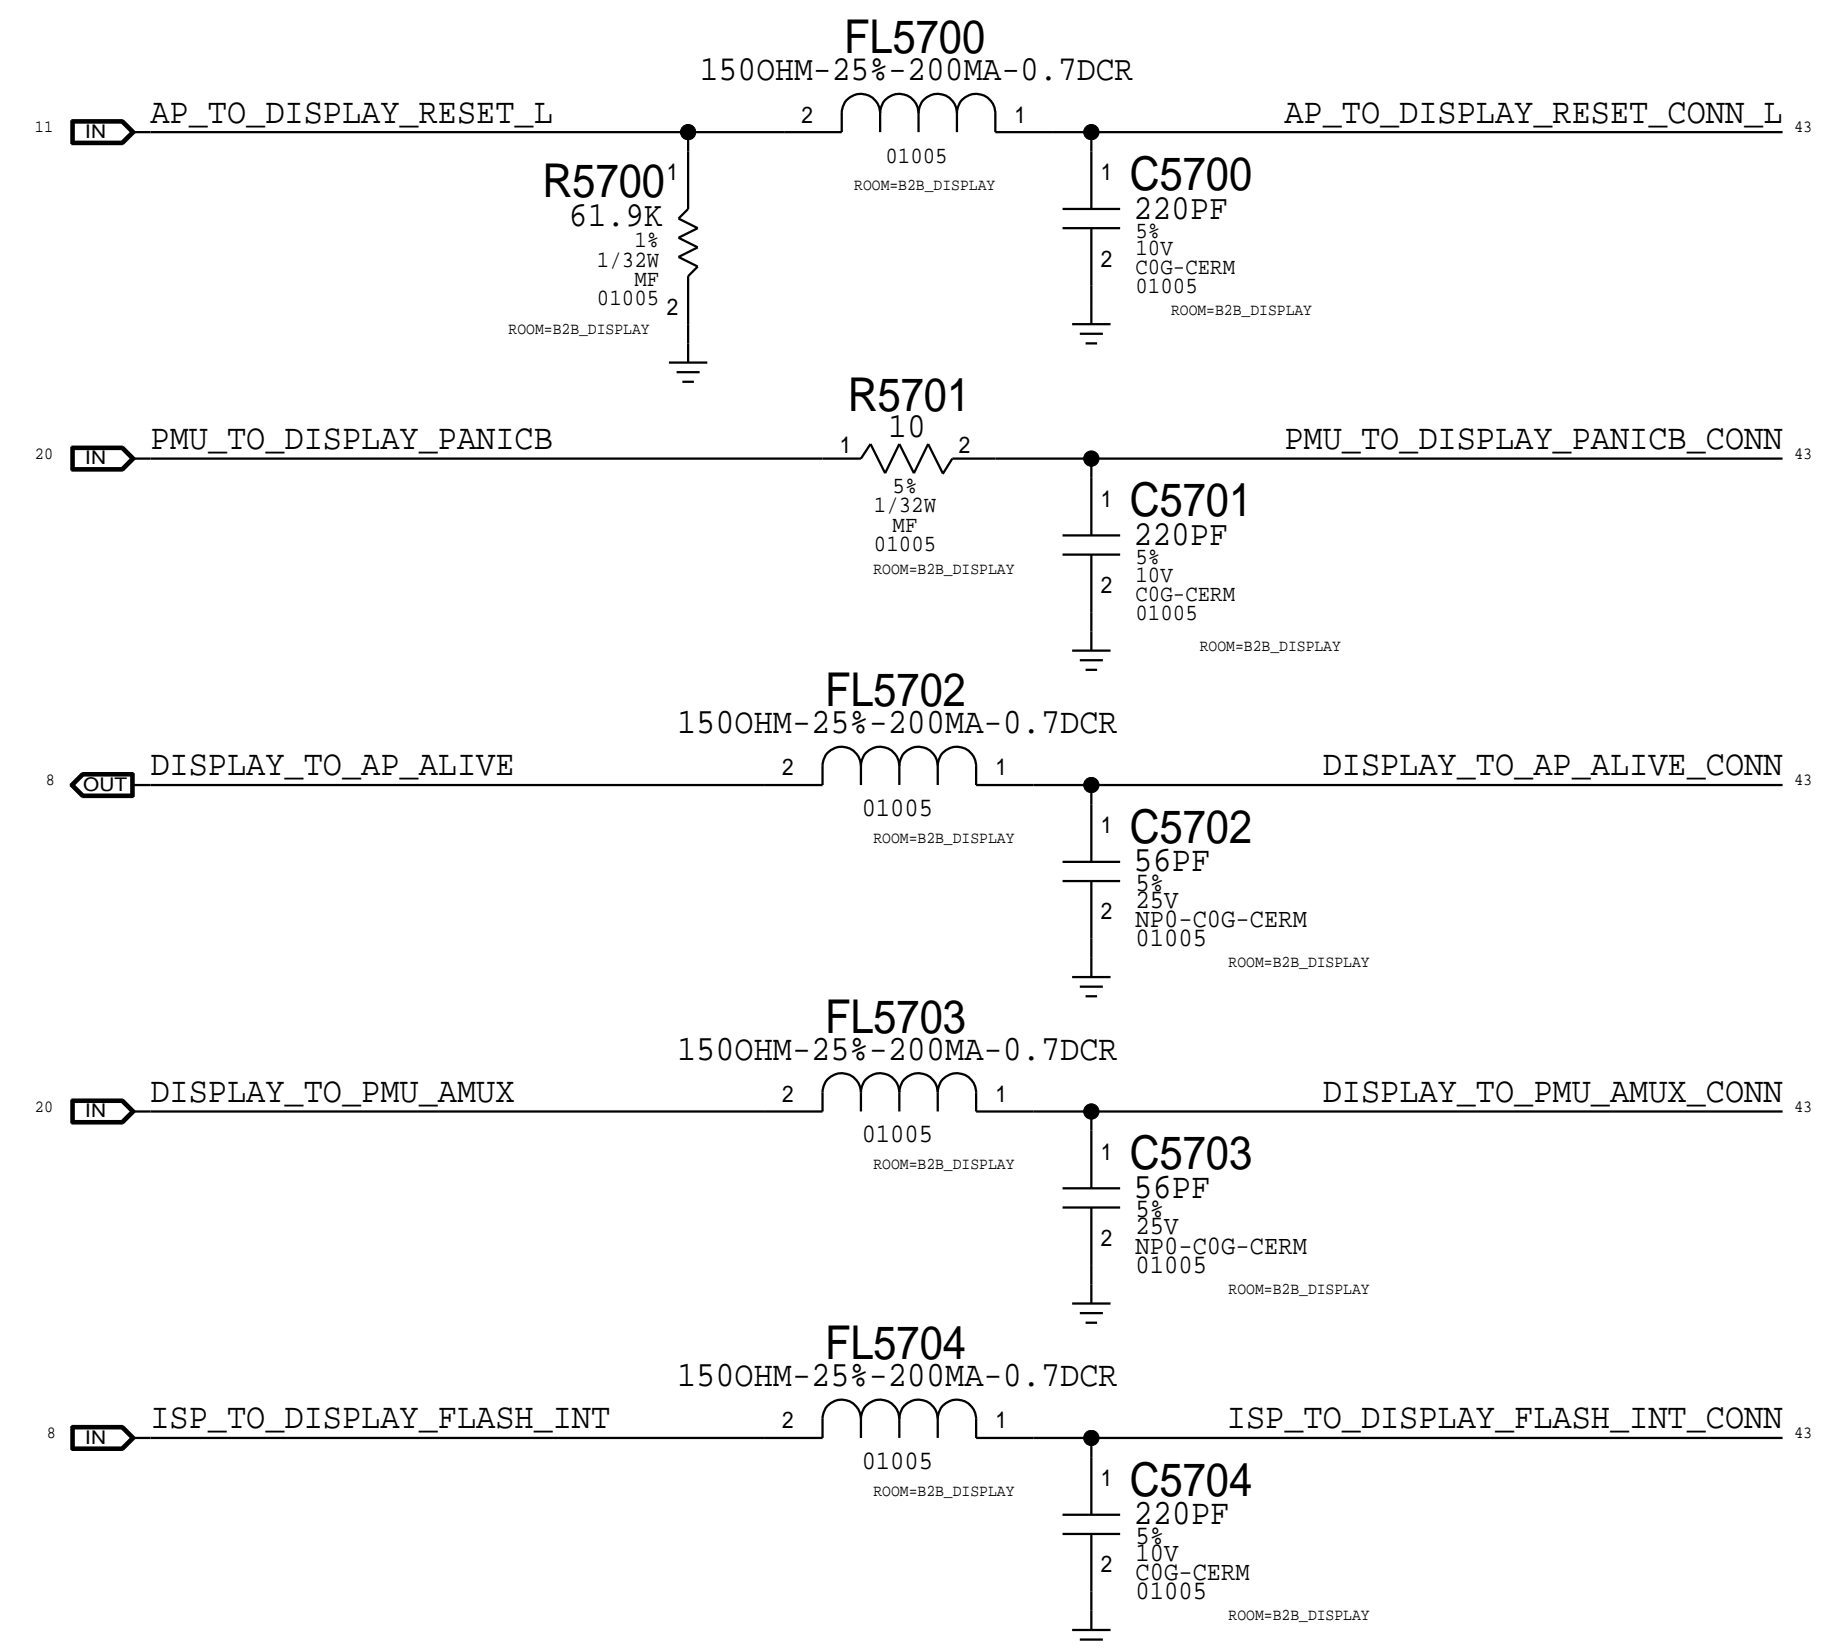 FL5700
150OHM-25%-200MA-0.7DCR
11 IN AP_TO_DISPLAY_RESET_L 2 1 AP_TO_DISPLAY_RESET_CONN_L 43
01005
ROOM=B2B_DISPLAY
R5700 1
61.9K
1%
1/32W
MF
01005 2
ROOM=B2B_DISPLAY
1 C5700
220PF
5%
10V
2 C0G-CERM
01005
ROOM=B2B_DISPLAY
R5701
10
20 IN PMU_TO_DISPLAY_PANICB 1 2 PMU_TO_DISPLAY_PANICB_CONN 43
5%
1/32W
MF
01005
ROOM=B2B_DISPLAY
1 C5701
220PF
5%
10V
2 C0G-CERM
01005
ROOM=B2B_DISPLAY
FL5702
150OHM-25%-200MA-0.7DCR
8 OUT DISPLAY_TO_AP_ALIVE 2 1 DISPLAY_TO_AP_ALIVE_CONN 43
01005
ROOM=B2B_DISPLAY
1 C5702
56PF
5%
25V
2 NP0-C0G-CERM
01005
ROOM=B2B_DISPLAY
FL5703
150OHM-25%-200MA-0.7DCR
20 IN DISPLAY_TO_PMU_AMUX 2 1 DISPLAY_TO_PMU_AMUX_CONN 43
01005
ROOM=B2B_DISPLAY
1 C5703
56PF
5%
25V
2 NP0-C0G-CERM
01005
ROOM=B2B_DISPLAY
FL5704
150OHM-25%-200MA-0.7DCR
8 IN ISP_TO_DISPLAY_FLASH_INT 2 1 ISP_TO_DISPLAY_FLASH_INT_CONN 43
01005
ROOM=B2B_DISPLAY
1 C5704
220PF
5%
10V
2 C0G-CERM
01005
ROOM=B2B_DISPLAY